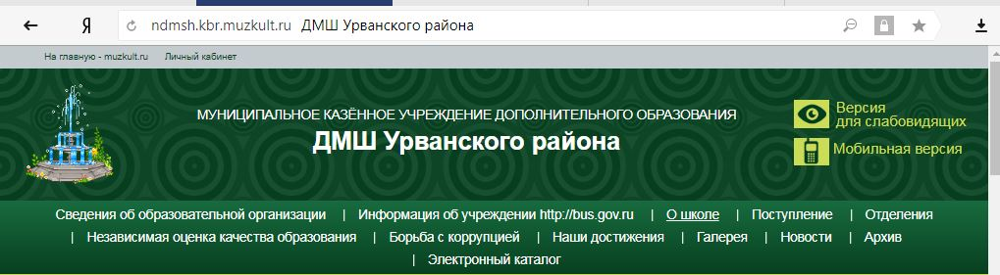 Я ndmsh.kbr.muzkult.ru ДМШ Урванского района
На главную - muzkult.ru Личный кабинет
МУНИЦИПАЛЬНОЕ КАЗЁННОЕ УЧРЕЖДЕНИЕ ДОПОЛНИТЕЛЬНОГО ОБРАЗОВАНИЯ
ДМШ Урванского района
Версия
для слабовидящих
Мобильная версия
Сведения об образовательной организации | Информация об учреждении http://bus.gov.ru | О школе | Поступление | Отделения
| Независимая оценка качества образования | Борьба с коррупцией | Наши достижения | Галерея | Новости | Архив
| Электронный каталог